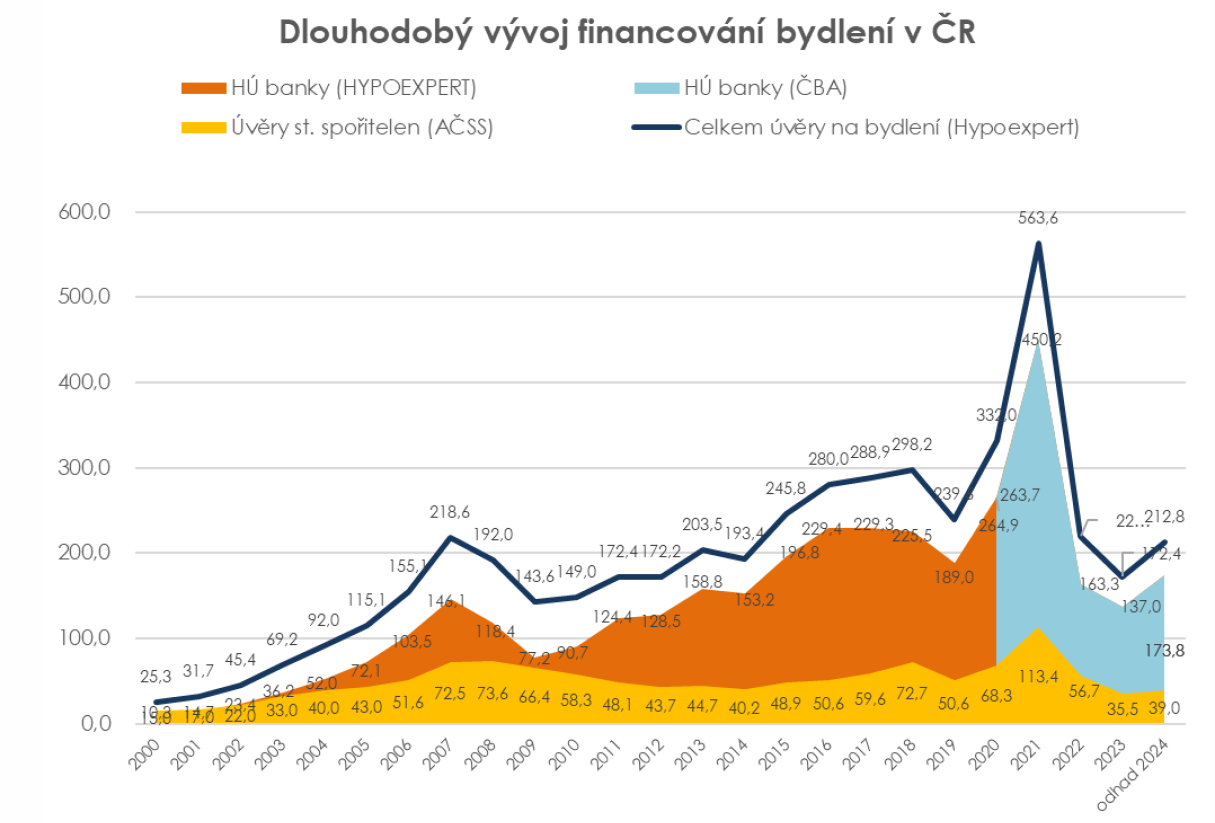 Dlouhodobý vývoj financování bydlení v ČR
HÚ banky (HYPOEXPERT) HÚ banky (ČBA)
Úvěry st. spořitelen (AČSS) Celkem úvěry na bydlení (Hypoexpert)
600,0
500,0
400,0
300,0
200,0
100,0
0,0
25,3 31,7 45,4 69,2 92,0 115,1 155,1 218,6 192,0 143,6 149,0 172,4 172,2 203,5 193,4 245,8 280,0 288,9 298,2 332,0 563,6 22... 172,4 212,8
14,7 23,4 36,2 52,0 72,1 103,5 146,1 118,4 77,2 90,7 124,4 128,5 158,8 153,2 196,8 229,4 229,3 225,5 189,0 264,9
263,7 450,2 163,3 137,0 173,8
17,0 22,0 33,0 40,0 43,0 51,6 72,5 73,6 66,4 58,3 48,1 43,7 44,7 40,2 48,9 50,6 59,6 72,7 50,6 68,3 113,4 56,7 35,5 39,0
2000 2001 2002 2003 2004 2005 2006 2007 2008 2009 2010 2011 2012 2013 2014 2015 2016 2017 2018 2019 2020 2021 2022 2023 odhad 2024